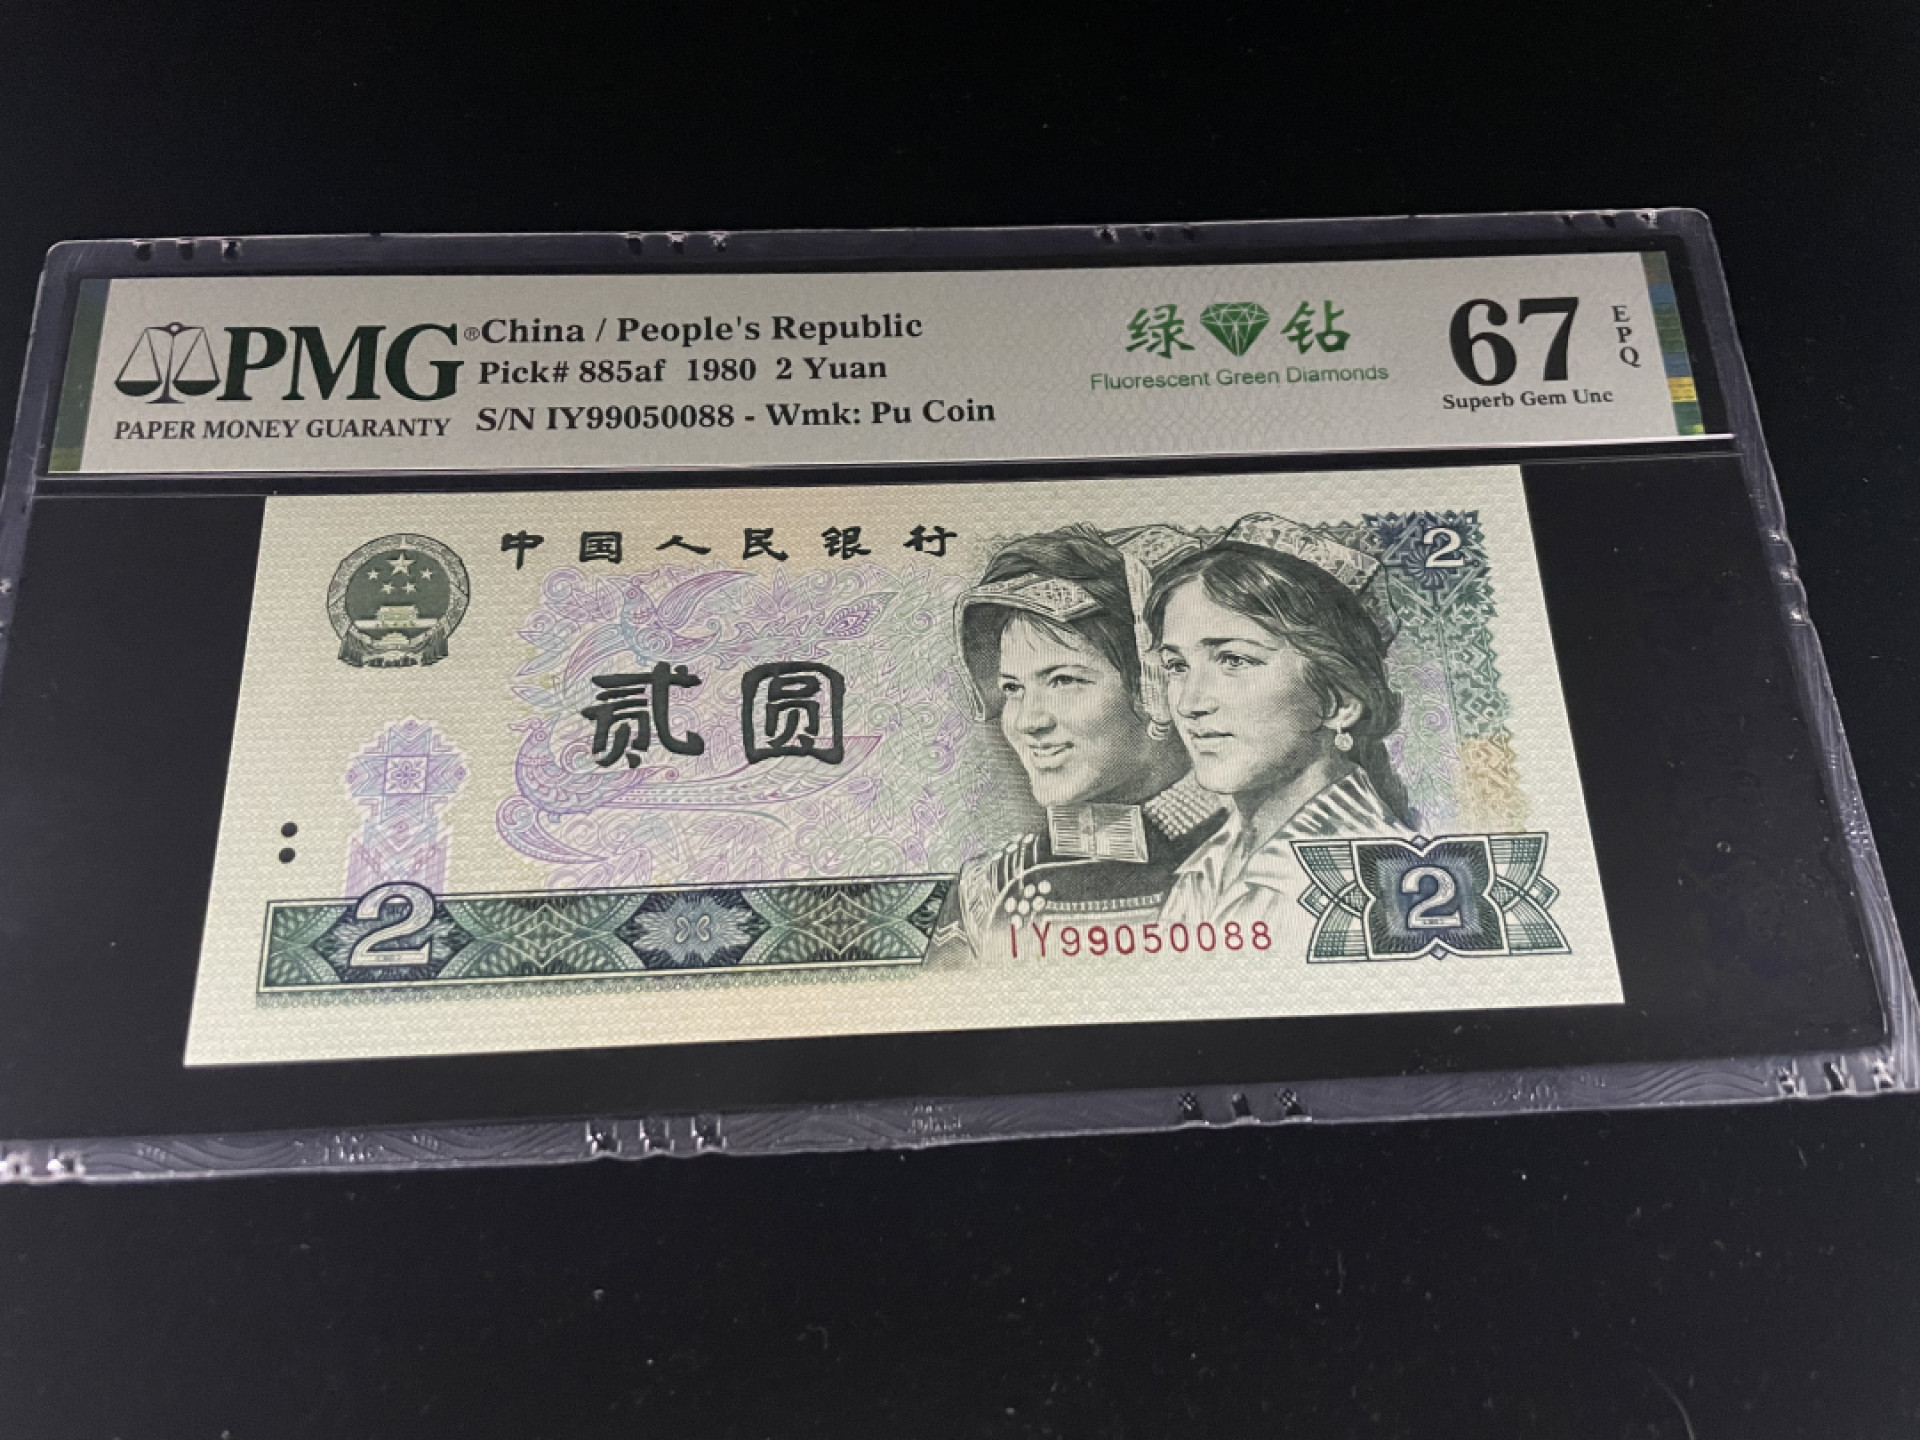 PMG®
PAPER MONEY GUARANTY
China / People's Republic
Pick# 885af 1980 2 Yuan
S/N IY99050088 - Wmk: Pu Coin
绿 钻
Fluorescent Green Diamonds
67
EPQ
Superb Gem Unc
中国人民银行
2
贰圆
2
IY99050088
2